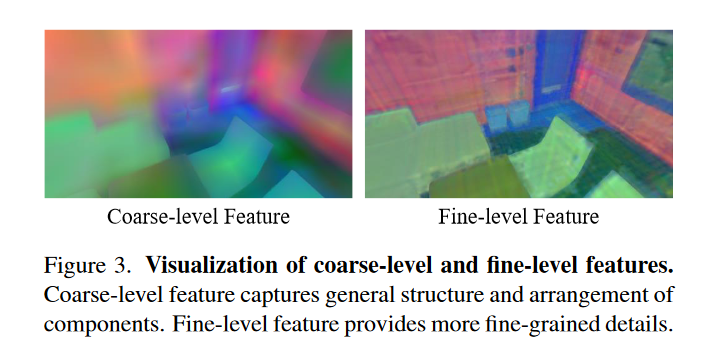 Coarse-level Feature
Fine-level Feature
Figure 3. Visualization of coarse-level and fine-level features.
Coarse-level feature captures general structure and arrangement of
components. Fine-level feature provides more fine-grained details.